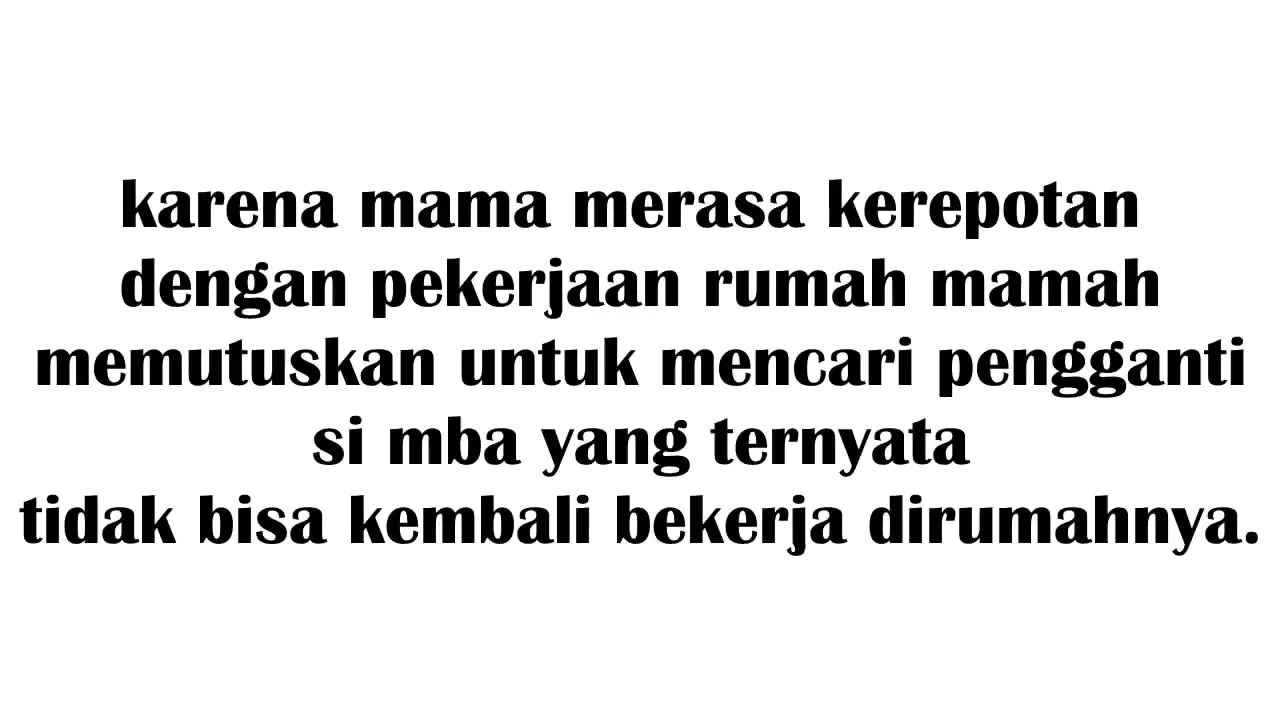 karena mama merasa kerepotan
dengan pekerjaan rumah mamah
memutuskan untuk mencari pengganti
si mba yang ternyata
tidak bisa kembali bekerja dirumahnya.